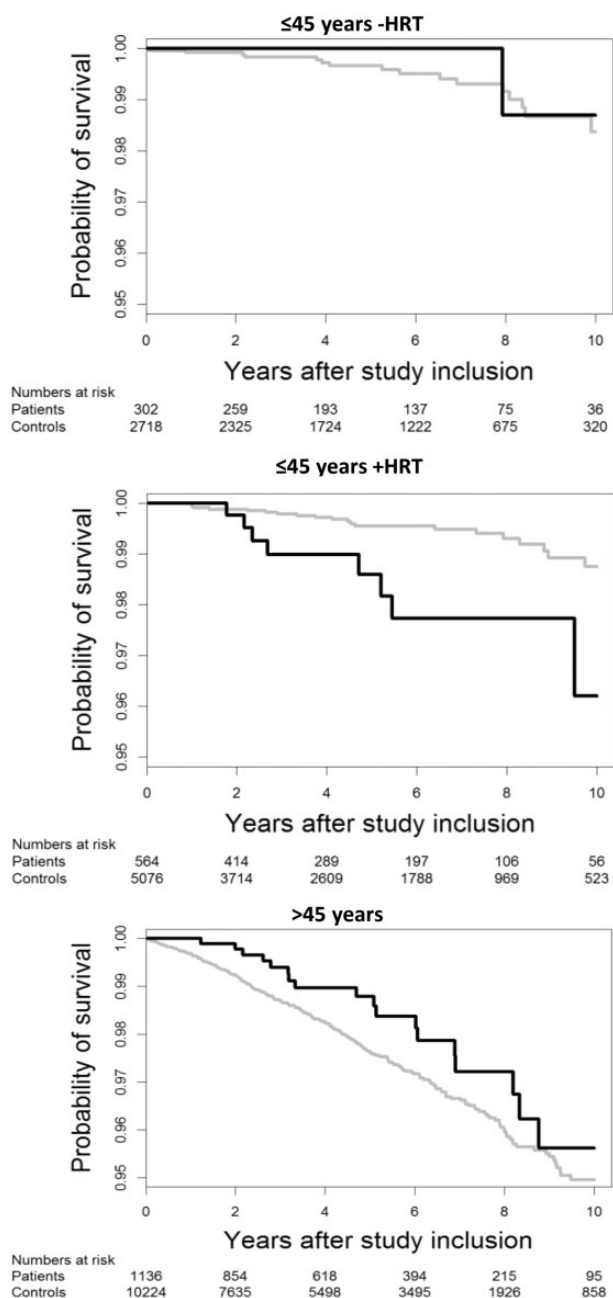 ≤45 years -HRT
1.00
0.99
0.98
0.97
0.96
0.95
Probability of survival
0 2 4 6 8 10
Years after study inclusion
Numbers at risk
Patients 302 259 193 137 75 36
Controls 2718 2325 1724 1222 675 320
≤45 years +HRT
1.00
0.99
0.98
0.97
0.96
0.95
Probability of survival
0 2 4 6 8 10
Years after study inclusion
Numbers at risk
Patients 564 414 289 197 106 56
Controls 5076 3714 2609 1788 969 523
>45 years
1.00
0.99
0.98
0.97
0.96
0.95
Probability of survival
0 2 4 6 8 10
Years after study inclusion
Numbers at risk
Patients 1136 854 618 394 215 95
Controls 10224 7635 5498 3495 1926 858